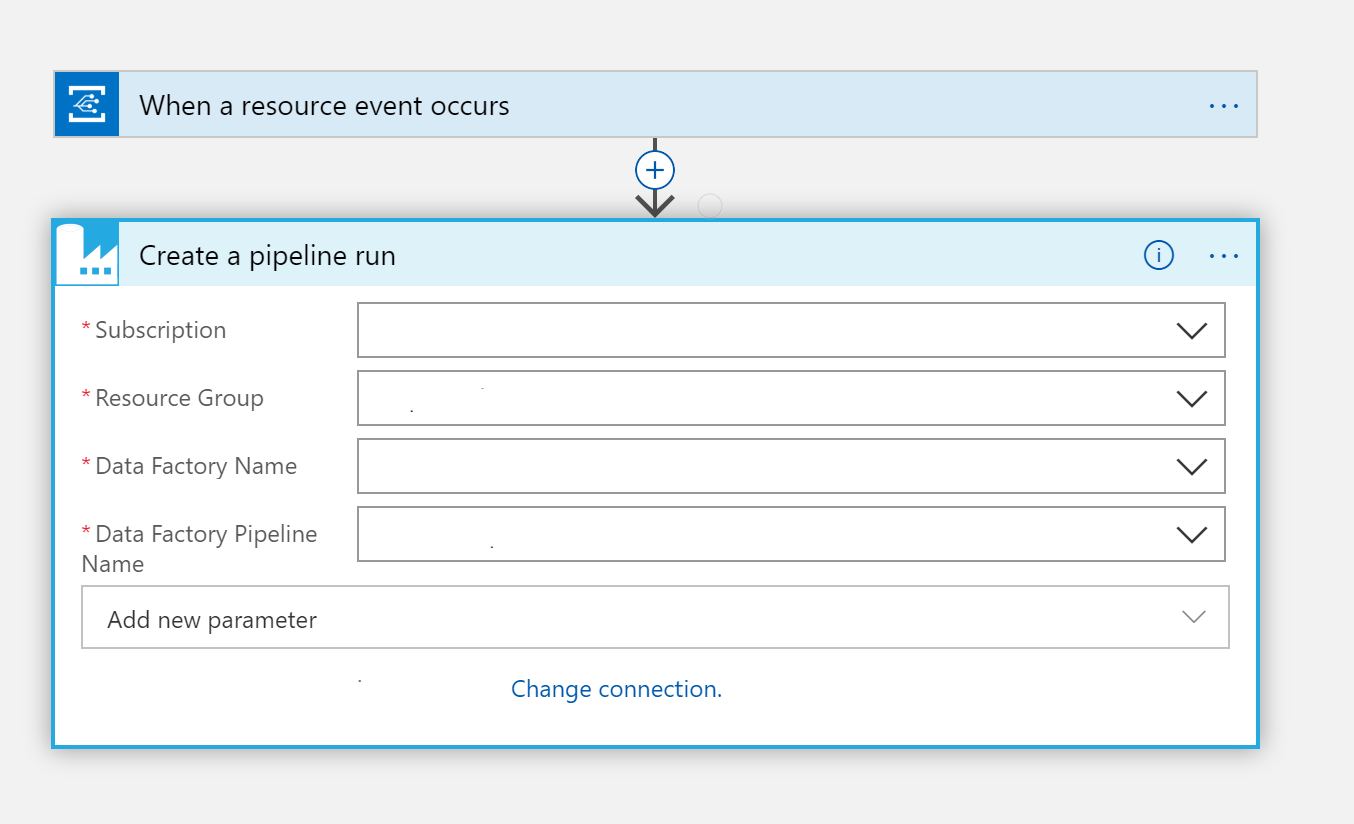 When a resource event occurs
Create a pipeline run
* Subscription
* Resource Group
* Data Factory Name
* Data Factory Pipeline
Name
Add new parameter
Change connection.